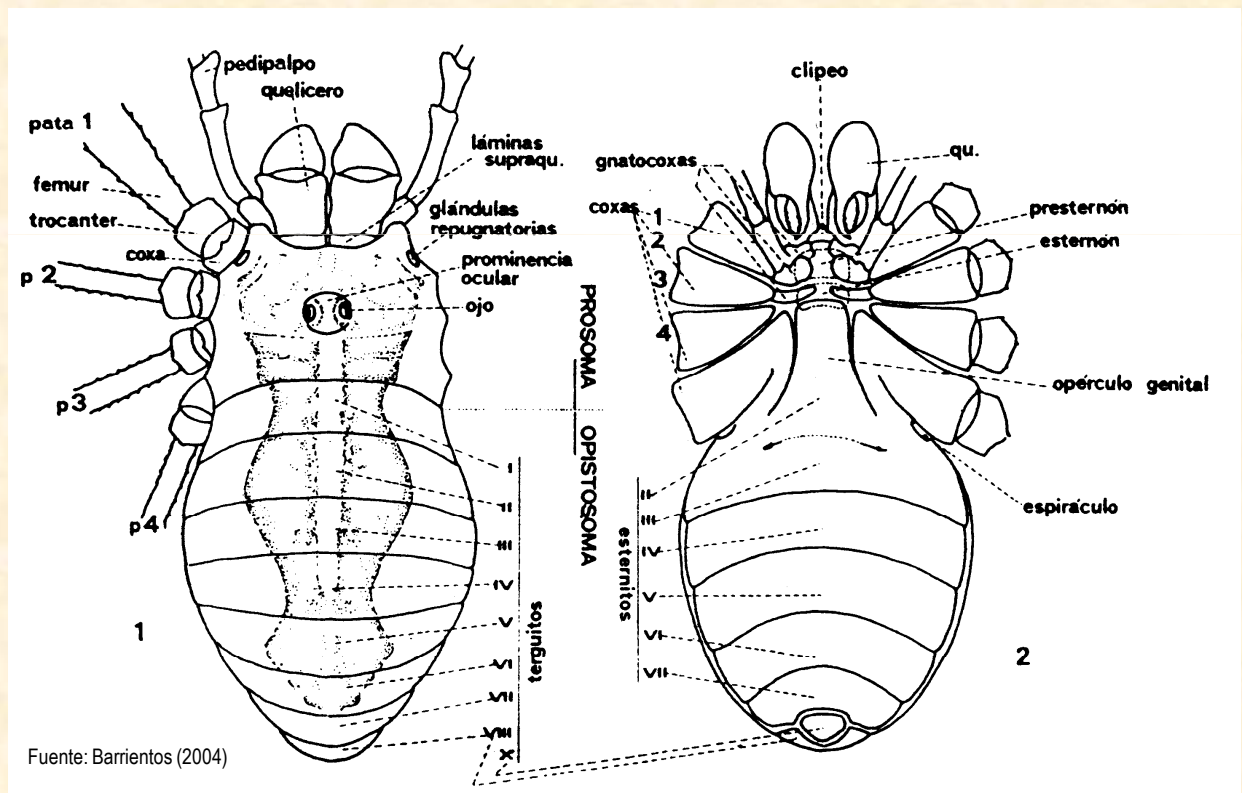 pedipalpo
quelicero
pata 1
láminas
supraqu.
femur
trocanter
glándulas
repugnatorias
coxa
prominencia
ocular
p 2
ojo
p3
p4
I
II
III
IV
V
VI
VII
VIII
X
terguitos
1
PROSOMA
OPISTOSOMA
clipeo
gnatocoxas
qu.
coxas
1
2
3
4
presternón
esternón
opérculo genital
espiráculo
II
III
IV
V
VI
VII
esternitos
2
Fuente: Barrientos (2004)